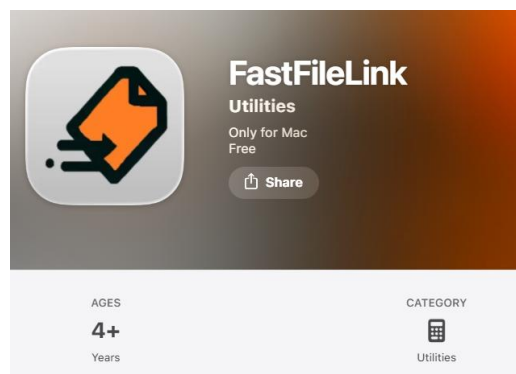 FastFileLink
Utilities
Only for Mac
Free
Share
AGES
4+
Years
CATEGORY
Utilities